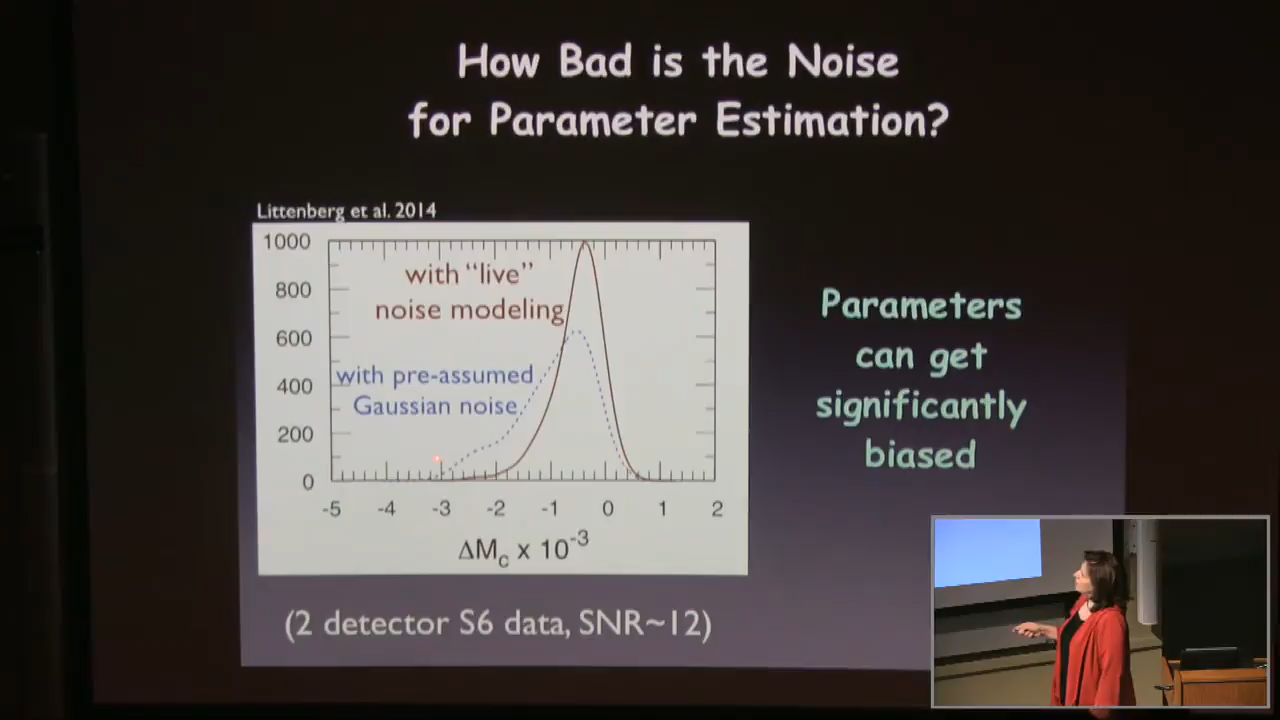 How Bad is the Noise
for Parameter Estimation?
Littenberg et al. 2014
1000
800
600
400
200
0
with “live”
noise modeling
with pre-assumed
Gaussian noise
-5 -4 -3 -2 -1 0 1 2
ΔMc x 10-3
(2 detector S6 data, SNR~12)
Parameters
can get
significantly
biased